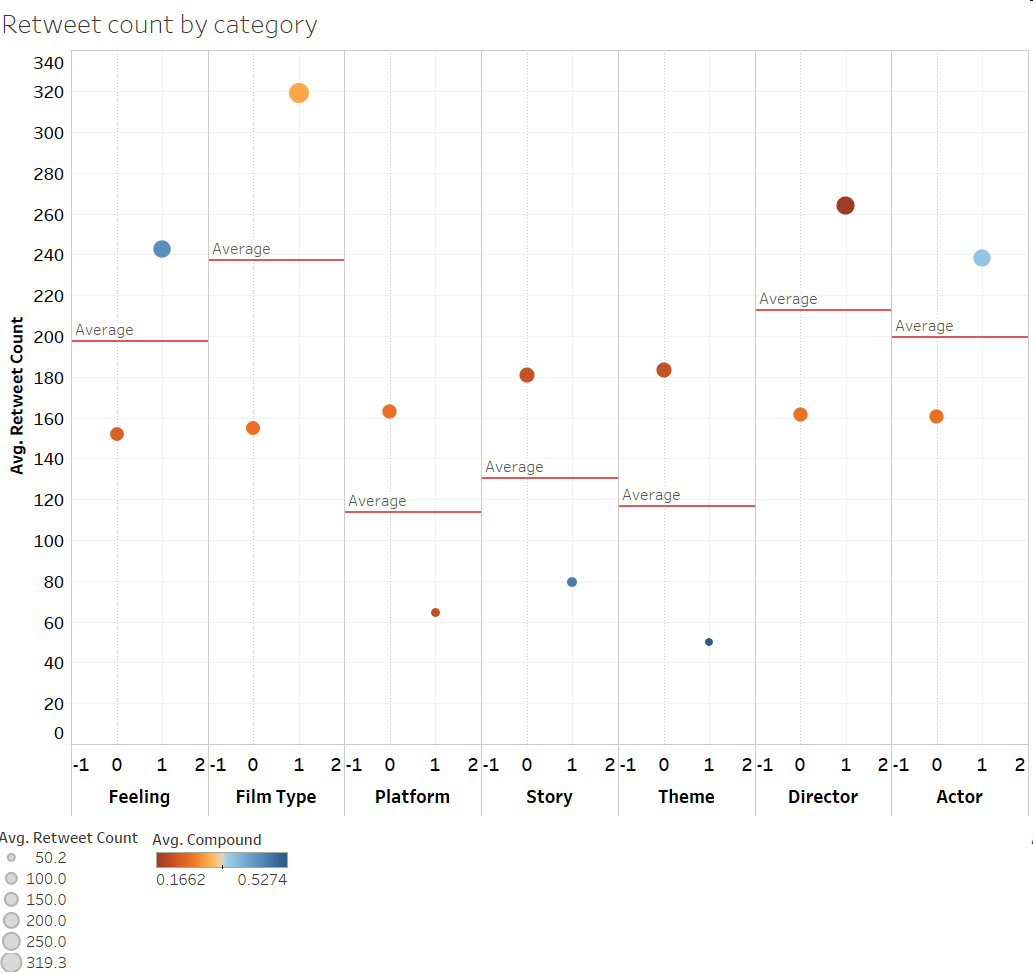 Retweet count by category
Avg. Retweet Count
340
320
300
280
260
240
220
200
180
160
140
120
100
80
60
40
20
0
Average
Average
Average
Average
Average
Average
Average
-1 0 1 2 -1 0 1 2 -1 0 1 2 -1 0 1 2 -1 0 1 2 -1 0 1 2 -1 0 1 2
Feeling Film Type Platform Story Theme Director Actor
Avg. Retweet Count
50.2
100.0
150.0
200.0
250.0
319.3
Avg. Compound
0.1662 0.5274